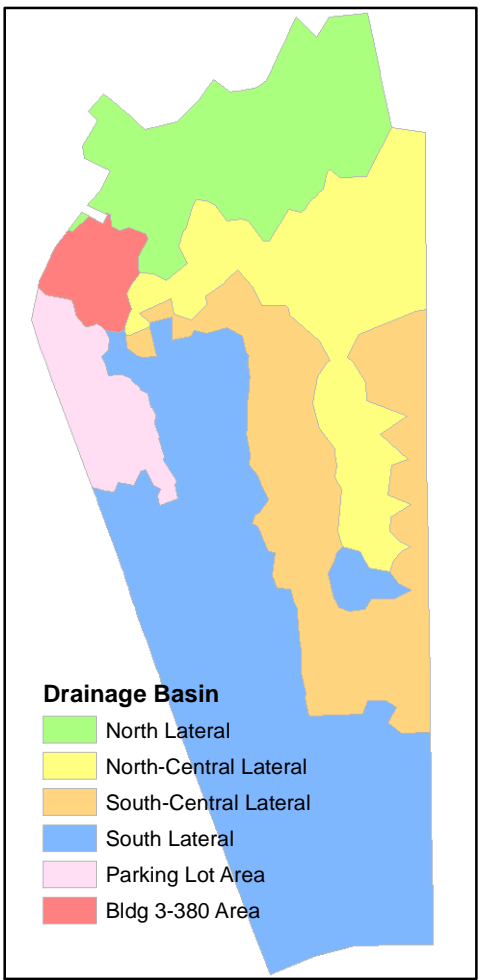 Drainage Basin
North Lateral
North-Central Lateral
South-Central Lateral
South Lateral
Parking Lot Area
Bldg 3-380 Area